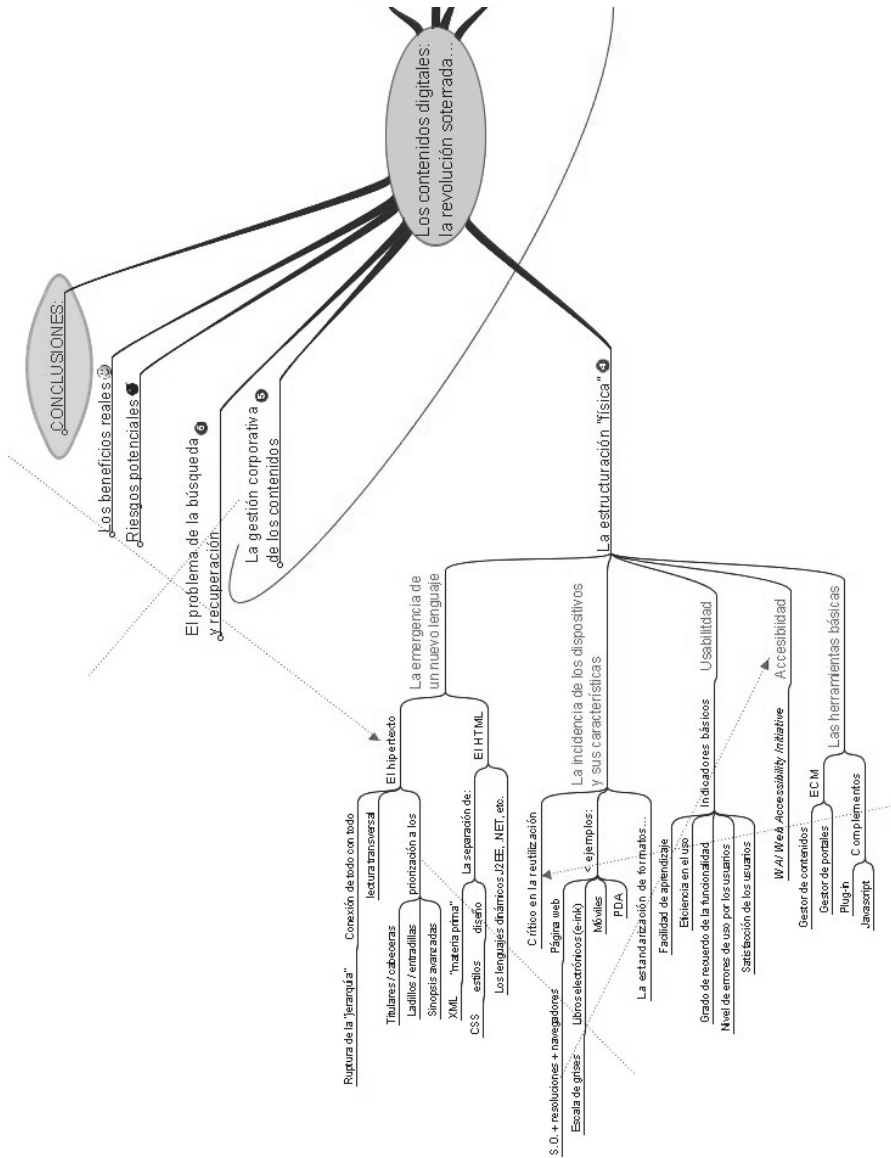 Los contenidos digitales:
la revolución soterrada...
CONCLUSIONES:
Los beneficios reales
Riesgos potenciales
El problema de la búsqueda
y recuperación
6
La gestión corporativa
de los contenidos
5
La estructuración "física"
4
La emergencia de
un nuevo lenguaje
El hipertexto
Conexión de todo con todo
Ruptura de la "jerarquía"
lectura transversal
priorización a los
Titulares / cabeceras
Ladillos / entradillas
Sinopsis avanzadas
El HTML
La separación de:
"materia prima"
XML
diseño
estilos
CSS
Los lenguajes dinámicos J2EE, .NET, etc.
La incidencia de los dispositivos
y sus características
Crítico en la reutilización
< ejemplos:
Página web
S.O. + resoluciones + navegadores
Libros electrónicos (e-ink)
Escala de grises
Móviles
PDA
La estandarización de formatos...
Usabilitdad
Indicadores básicos
Facilidad de aprendizaje
Eficiencia en el uso
Grado de recuerdo de la funcionalidad
Nivel de errores de uso por los usuarios
Satisfacción de los usuarios
Accesibiidad
WAI Web Accessibility Initiative
Las herramientas básicas
ECM
Gestor de contenidos
Gestor de portales
Complementos
Plug-in
Javascript